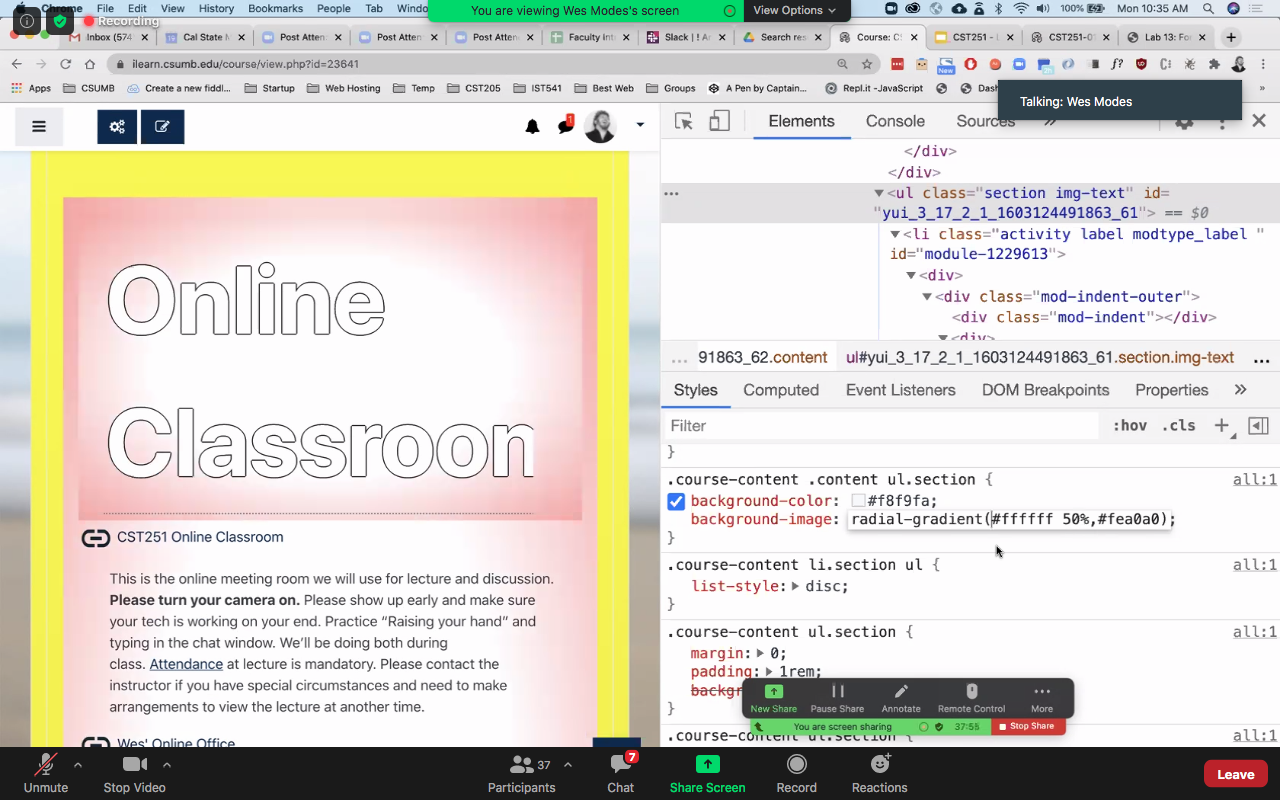 Chrome File Edit View History Bookmarks People Tab Window
You are viewing Wes Modes's screen
View Options
100%
Mon 10:35 AM
Recording
Inbox (574
Cal State M
Post Attend
Post Attend
Post Attend
Faculty Inte
Slack | ! A
Search res
Course: CS
CST251 - L
CST251-01
Lab 13: For
ilearn.csumb.edu/course/view.php?id=23641
New
Apps
CSUMB
Create a new fiddl...
Startup
Web Hosting
Temp
CST205
IST541
Best Web
Groups
A Pen by Captain...
Repl.it -JavaScript
Dash
Talking: Wes Modes
1
Elements Console Sources
</div>
</div>
<ul class="section img-text" id=
"yui_3_17_2_1_1603124491863_61"> == $0
<li class="activity label modtype_label "
id="module-1229613">
<div>
<div class="mod-indent-outer">
<div class="mod-indent"></div>
<div>
... 91863_62.content ul#yui_3_17_2_1_1603124491863_61.section.img-text ...
Styles Computed Event Listeners DOM Breakpoints Properties
Filter
:hov .cls +
}
.course-content .content ul.section {
all:1
background-color: #f8f9fa;
background-image: radial-gradient(#ffffff 50%,#fea0a0);
}
.course-content li.section ul {
all:1
list-style: disc;
}
.course-content ul.section {
all:1
margin: 0;
padding: 1rem;
backgr
}
.course-content ul.section {
all:1
Online
Classroom
CST251 Online Classroom
This is the online meeting room we will use for lecture and discussion.
Please turn your camera on. Please show up early and make sure
your tech is working on your end. Practice “Raising your hand” and
typing in the chat window. We’ll be doing both during
class. Attendance at lecture is mandatory. Please contact the
instructor if you have special circumstances and need to make
arrangements to view the lecture at another time.
Wes' Online Office
New Share
Pause Share
Annotate
Remote Control
More
You are screen sharing
Stop Share
Unmute
Stop Video
37
Participants
7
Chat
Share Screen
Record
Reactions
Leave